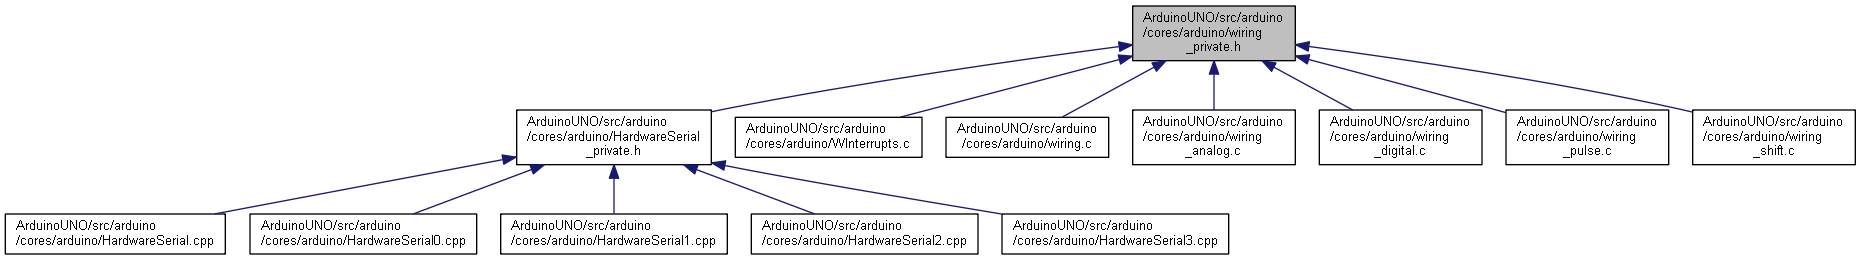 ArduinoUNO/src/arduino
/cores/arduino/wiring
_private.h
ArduinoUNO/src/arduino
/cores/arduino/HardwareSerial
_private.h
ArduinoUNO/src/arduino
/cores/arduino/WInterrupts.c
ArduinoUNO/src/arduino
/cores/arduino/wiring.c
ArduinoUNO/src/arduino
/cores/arduino/wiring
_analog.c
ArduinoUNO/src/arduino
/cores/arduino/wiring
_digital.c
ArduinoUNO/src/arduino
/cores/arduino/wiring
_pulse.c
ArduinoUNO/src/arduino
/cores/arduino/wiring
_shift.c
ArduinoUNO/src/arduino
/cores/arduino/HardwareSerial.cpp
ArduinoUNO/src/arduino
/cores/arduino/HardwareSerial0.cpp
ArduinoUNO/src/arduino
/cores/arduino/HardwareSerial1.cpp
ArduinoUNO/src/arduino
/cores/arduino/HardwareSerial2.cpp
ArduinoUNO/src/arduino
/cores/arduino/HardwareSerial3.cpp